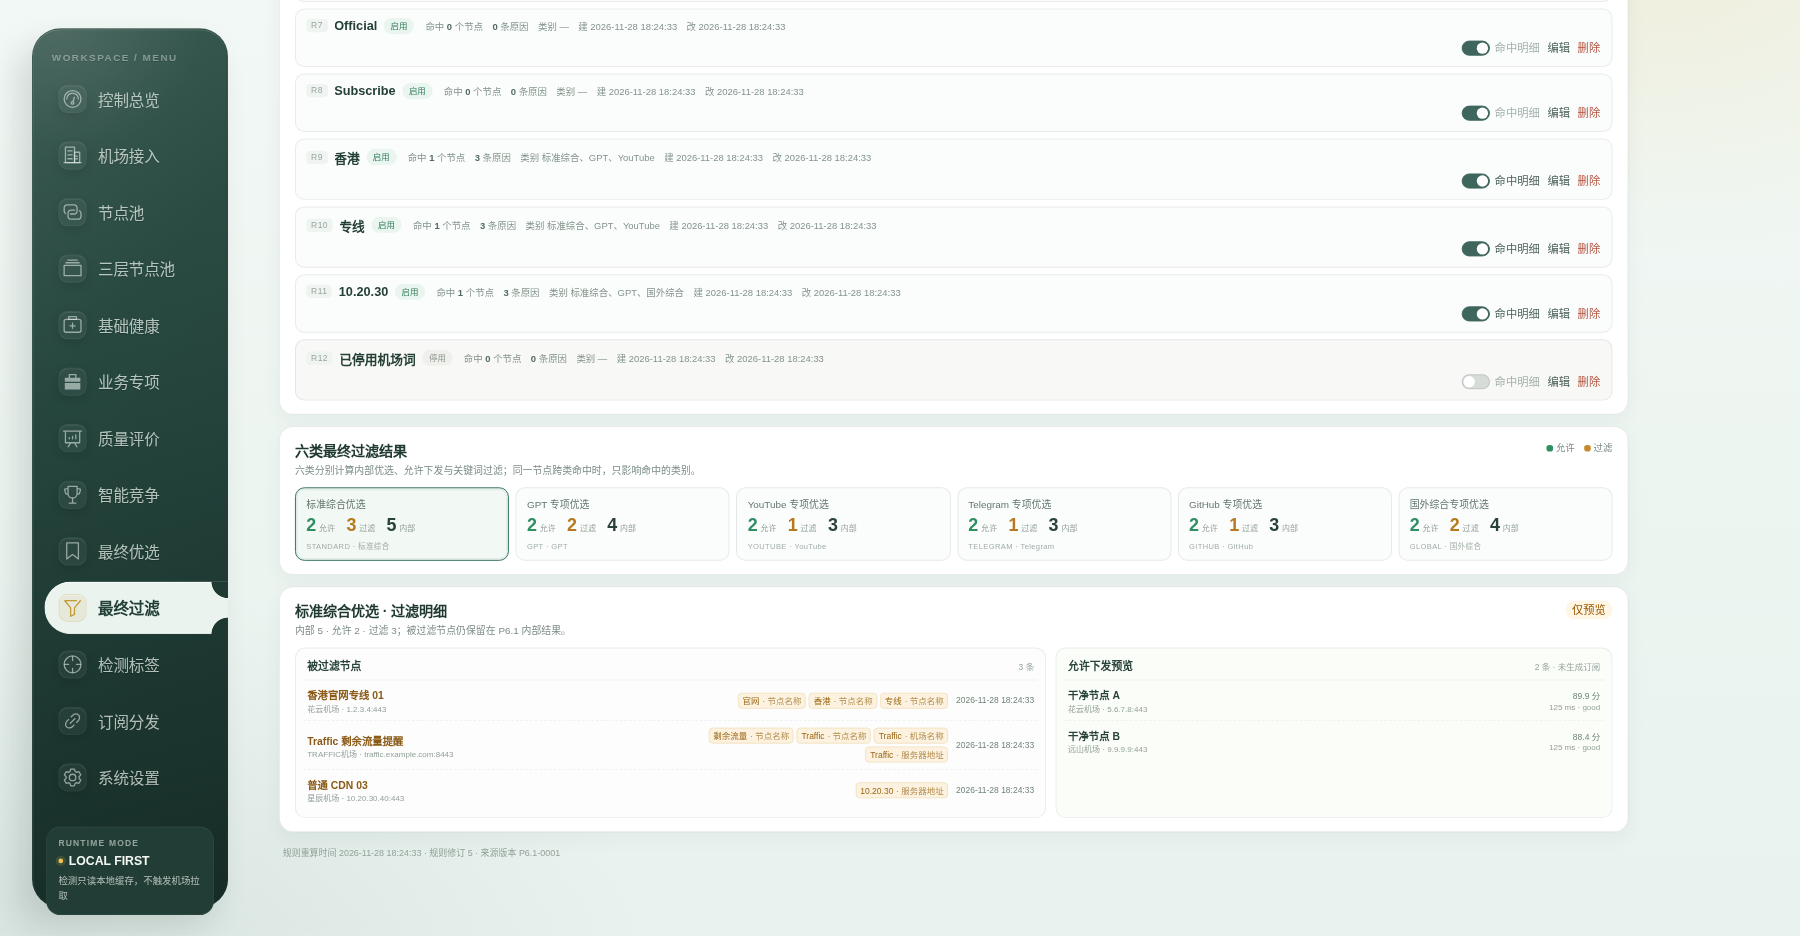 WORKSPACE / MENU
控制总览
机场接入
节点池
三层节点池
基础健康
业务专项
质量评价
智能竞争
最终优选
最终过滤
检测标签
订阅分发
系统设置
RUNTIME MODE
LOCAL FIRST
检测只读本地缓存，不触发机场拉
取
R7 Official 启用 命中 0 个节点 0 条原因 类别 — 建 2026-11-28 18:24:33 改 2026-11-28 18:24:33
命中明细 编辑 删除
R8 Subscribe 启用 命中 0 个节点 0 条原因 类别 — 建 2026-11-28 18:24:33 改 2026-11-28 18:24:33
命中明细 编辑 删除
R9 香港 启用 命中 1 个节点 3 条原因 类别 标准综合、GPT、YouTube 建 2026-11-28 18:24:33 改 2026-11-28 18:24:33
命中明细 编辑 删除
R10 专线 启用 命中 1 个节点 3 条原因 类别 标准综合、GPT、YouTube 建 2026-11-28 18:24:33 改 2026-11-28 18:24:33
命中明细 编辑 删除
R11 10.20.30 启用 命中 1 个节点 3 条原因 类别 标准综合、GPT、国外综合 建 2026-11-28 18:24:33 改 2026-11-28 18:24:33
命中明细 编辑 删除
R12 已停用机场词 停用 命中 0 个节点 0 条原因 类别 — 建 2026-11-28 18:24:33 改 2026-11-28 18:24:33
命中明细 编辑 删除
六类最终过滤结果
允许 过滤
六类分别计算内部优选、允许下发与关键词过滤；同一节点跨类命中时，只影响命中的类别。
标准综合优选
2 允许 3 过滤 5 内部
STANDARD · 标准综合
GPT 专项优选
2 允许 2 过滤 4 内部
GPT · GPT
YouTube 专项优选
2 允许 1 过滤 3 内部
YOUTUBE · YouTube
Telegram 专项优选
2 允许 1 过滤 3 内部
TELEGRAM · Telegram
GitHub 专项优选
2 允许 1 过滤 3 内部
GITHUB · GitHub
国外综合专项优选
2 允许 2 过滤 4 内部
GLOBAL · 国外综合
标准综合优选 · 过滤明细
仅预览
内部 5 · 允许 2 · 过滤 3；被过滤节点仍保留在 P6.1 内部结果。
被过滤节点 3 条
香港官网专线 01
花云机场 · 1.2.3.4:443
官网 · 节点名称 香港 · 节点名称 专线 · 节点名称 2026-11-28 18:24:33
Traffic 剩余流量提醒
TRAFFIC机场 · traffic.example.com:8443
剩余流量 · 节点名称 Traffic · 节点名称 Traffic · 机场名称
Traffic · 服务器地址
2026-11-28 18:24:33
普通 CDN 03
星辰机场 · 10.20.30.40:443
10.20.30 · 服务器地址 2026-11-28 18:24:33
允许下发预览 2 条 · 未生成订阅
干净节点 A
花云机场 · 5.6.7.8:443
89.9 分
125 ms · good
干净节点 B
远山机场 · 9.9.9.9:443
88.4 分
125 ms · good
规则重算时间 2026-11-28 18:24:33 · 规则修订 5 · 来源版本 P6.1-0001